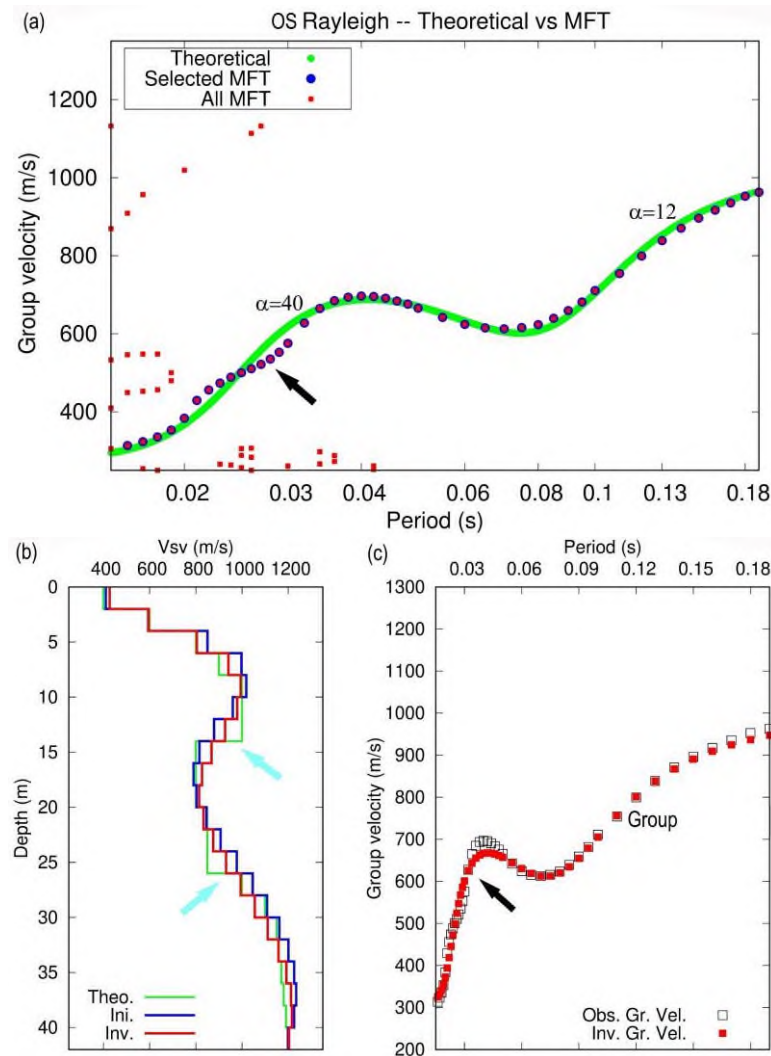 (a)
OS Rayleigh -- Theoretical vs MFT
Theoretical
Selected MFT
All MFT
α=40
α=12
Group velocity (m/s)
1200
1000
800
600
400
0.02 0.03 0.04 0.06 0.08 0.1 0.13 0.18
Period (s)
(b)
Vsv (m/s)
400 600 800 1000 1200
Depth (m)
0
5
10
15
20
25
30
35
40
Theo.
Ini.
Inv.
(c)
Period (s)
0.03 0.06 0.09 0.12 0.15 0.18
Group velocity (m/s)
1300
1200
1100
1000
900
800
700
600
500
400
300
200
Group
Obs. Gr. Vel.
Inv. Gr. Vel.